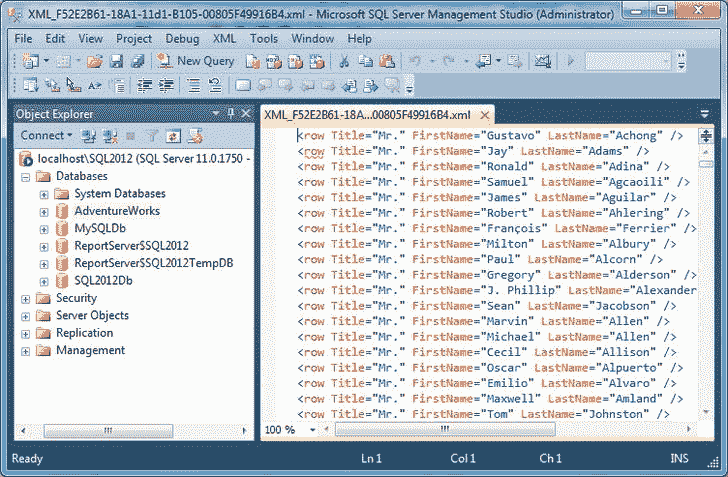 XML_F52E2B61-18A1-11d1-B105-00805F49916B4.xml - Microsoft SQL Server Management Studio (Administrator)
File Edit View Project Debug XML Tools Window Community Help
New Query
Object Explorer
Connect
localhost\SQL2012 (SQL Server 11.0.1750 -
Databases
System Databases
AdventureWorks
MySQLDb
ReportServer$SQL2012
ReportServer$SQL2012TempDB
SQL2012Db
Security
Server Objects
Replication
Management
XML_F52E2B61-18A...00805F49916B4.xml
<row Title="Mr." FirstName="Gustavo" LastName="Achong" />
<row Title="Mr." FirstName="Jay" LastName="Adams" />
<row Title="Mr." FirstName="Ronald" LastName="Adina" />
<row Title="Mr." FirstName="Samuel" LastName="Agcaoili" />
<row Title="Mr." FirstName="James" LastName="Aguilar" />
<row Title="Mr." FirstName="Robert" LastName="Ahlering" />
<row Title="Mr." FirstName="François" LastName="Ferrier" />
<row Title="Mr." FirstName="Milton" LastName="Albury" />
<row Title="Mr." FirstName="Paul" LastName="Alcorn" />
<row Title="Mr." FirstName="Gregory" LastName="Alderson" />
<row Title="Mr." FirstName="J. Phillip" LastName="Alexander
<row Title="Mr." FirstName="Sean" LastName="Jacobson" />
<row Title="Mr." FirstName="Marvin" LastName="Allen" />
<row Title="Mr." FirstName="Michael" LastName="Allen" />
<row Title="Mr." FirstName="Cecil" LastName="Allison" />
<row Title="Mr." FirstName="Oscar" LastName="Alpuerto" />
<row Title="Mr." FirstName="Emilio" LastName="Alvaro" />
<row Title="Mr." FirstName="Maxwell" LastName="Amland" />
<row Title="Mr." FirstName="Tom" LastName="Johnston" />
100 %
Ready Ln 1 Col 1 Ch 1 INS